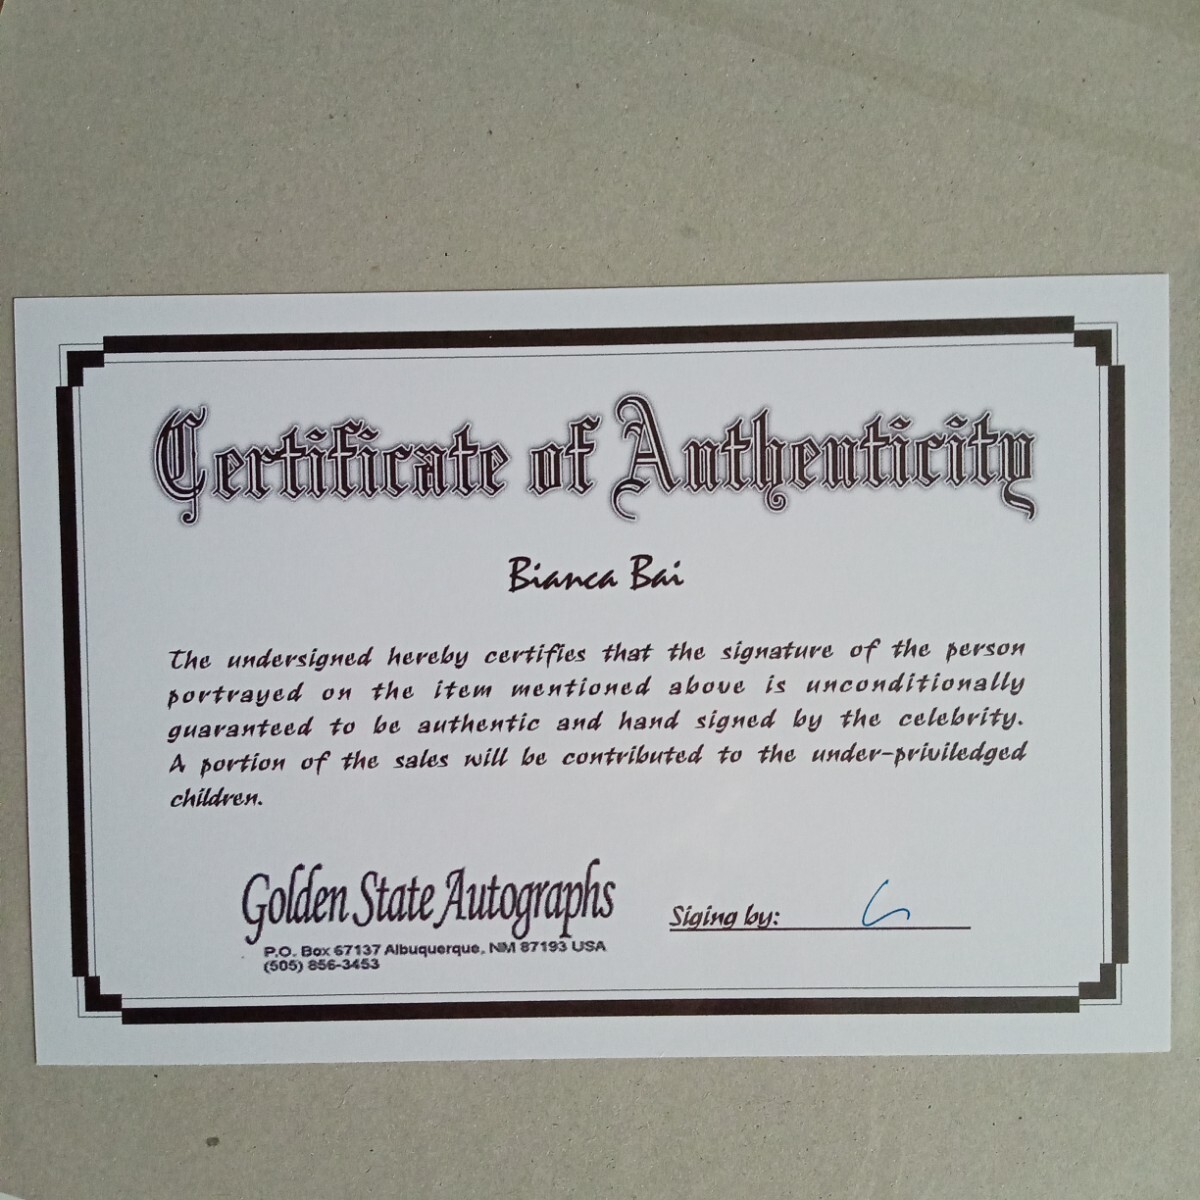 Certificate of Authenticity
Bianca Bai
The undersigned hereby certifies that the signature of the person
portrayed on the item mentioned above is unconditionally
guaranteed to be authentic and hand signed by the celebrity.
A portion of the sales will be contributed to the under-priviledged
children.
Golden State Autographs
P.O. Box 67137 Albuquerque, NM 87193 USA
(505) 856-3453
Siging by: